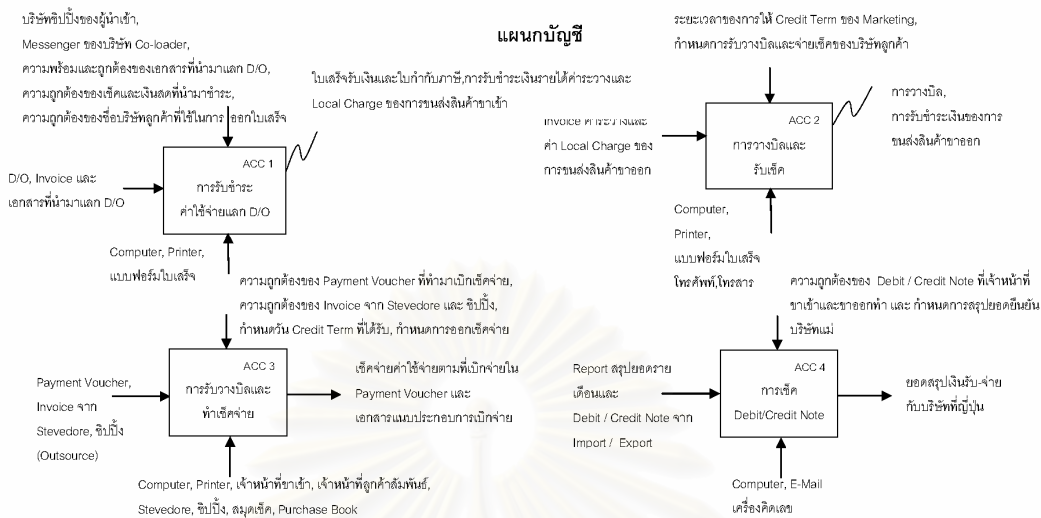 แผนกบัญชี
บริษัทชิปปิ้งของผู้นำเข้า,
Messenger ของบริษัท Co-loader,
ความพร้อมและถูกต้องของเอกสารที่นำมาแลก D/O,
ความถูกต้องของเช็คและเงินสดที่นำมาชำระ,
ความถูกต้องของชื่อบริษัทลูกค้าที่ใช้ในการ ออกใบเสร็จ
ใบเสร็จรับเงินและใบกำกับภาษี,การรับชำระเงินรายได้ค่าระวางและ
Local Charge ของการขนส่งสินค้าขาเข้า
ACC 1
การรับชำระ
ค่าใช้จ่ายแลก D/O
D/O, Invoice และ
เอกสารที่นำมาแลก D/O
Computer, Printer,
แบบฟอร์มใบเสร็จ
ระยะเวลาของการให้ Credit Term ของ Marketing,
กำหนดการรับวางบิลและจ่ายเช็คของบริษัทลูกค้า
การวางบิล,
การรับชำระเงินของการ
ขนส่งสินค้าขาออก
ACC 2
การวางบิลและ
รับเช็ค
Invoice ค่าระวางและ
ค่า Local Charge ของ
การขนส่งสินค้าขาออก
Computer,
Printer,
แบบฟอร์มใบเสร็จ
โทรศัพท์,โทรสาร
ความถูกต้องของ Payment Voucher ที่ทำมาเบิกเช็คจ่าย,
ความถูกต้องของ Invoice จาก Stevedore และ ชิปปิ้ง,
กำหนดวัน Credit Term ที่ได้รับ, กำหนดการออกเช็คจ่าย
ACC 3
การรับวางบิลและ
ทำเช็คจ่าย
Payment Voucher,
Invoice จาก
Stevedore, ชิปปิ้ง
(Outsource)
เช็คจ่ายค่าใช้จ่ายตามที่เบิกจ่ายใน
Payment Voucher และ
เอกสารแนบประกอบการเบิกจ่าย
Computer, Printer, เจ้าหน้าที่ขาเข้า, เจ้าหน้าที่ลูกค้าสัมพันธ์,
Stevedore, ชิปปิ้ง, สมุดเช็ค, Purchase Book
ความถูกต้องของ Debit / Credit Note ที่เจ้าหน้าที่
ขาเข้าและขาออกทำ และ กำหนดการสรุปยอดยืนยัน
บริษัทแม่
ACC 4
การเช็ค
Debit/Credit Note
Report สรุปยอดราย
เดือนและ
Debit / Credit Note จาก
Import / Export
ยอดสรุปเงินรับ-จ่าย
กับบริษัทที่ญี่ปุ่น
Computer, E-Mail
เครื่องคิดเลข